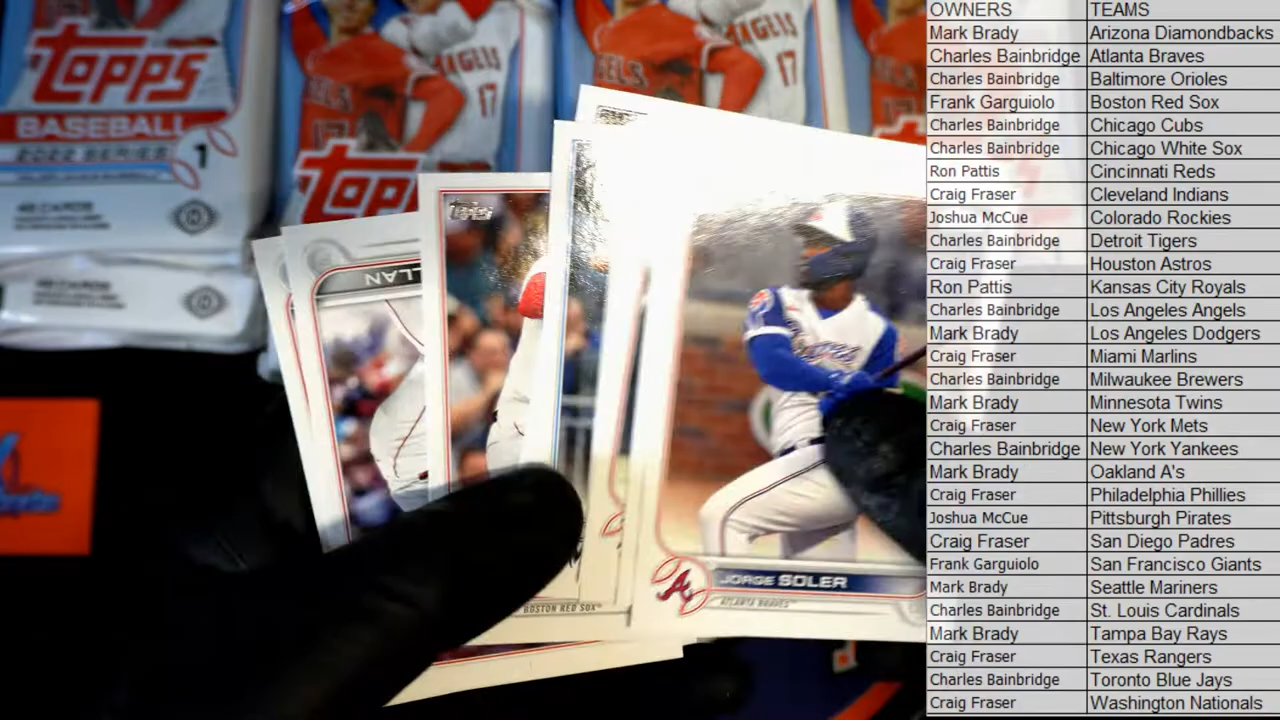 Topps
BASEBALL
2022 SERIES 1
TOPPS
ANGELS
17
ANGELS
17
Topps
LLAN
BOSTON RED SOX
JORGE SOLER
ATLANTA BRAVES
OWNERS TEAMS
Mark Brady Arizona Diamondbacks
Charles Bainbridge Atlanta Braves
Charles Bainbridge Baltimore Orioles
Frank Garguiolo Boston Red Sox
Charles Bainbridge Chicago Cubs
Charles Bainbridge Chicago White Sox
Ron Pattis Cincinnati Reds
Craig Fraser Cleveland Indians
Joshua McCue Colorado Rockies
Charles Bainbridge Detroit Tigers
Craig Fraser Houston Astros
Ron Pattis Kansas City Royals
Charles Bainbridge Los Angeles Angels
Mark Brady Los Angeles Dodgers
Craig Fraser Miami Marlins
Charles Bainbridge Milwaukee Brewers
Mark Brady Minnesota Twins
Craig Fraser New York Mets
Charles Bainbridge New York Yankees
Mark Brady Oakland A's
Craig Fraser Philadelphia Phillies
Joshua McCue Pittsburgh Pirates
Craig Fraser San Diego Padres
Frank Garguiolo San Francisco Giants
Mark Brady Seattle Mariners
Charles Bainbridge St. Louis Cardinals
Mark Brady Tampa Bay Rays
Craig Fraser Texas Rangers
Charles Bainbridge Toronto Blue Jays
Craig Fraser Washington Nationals